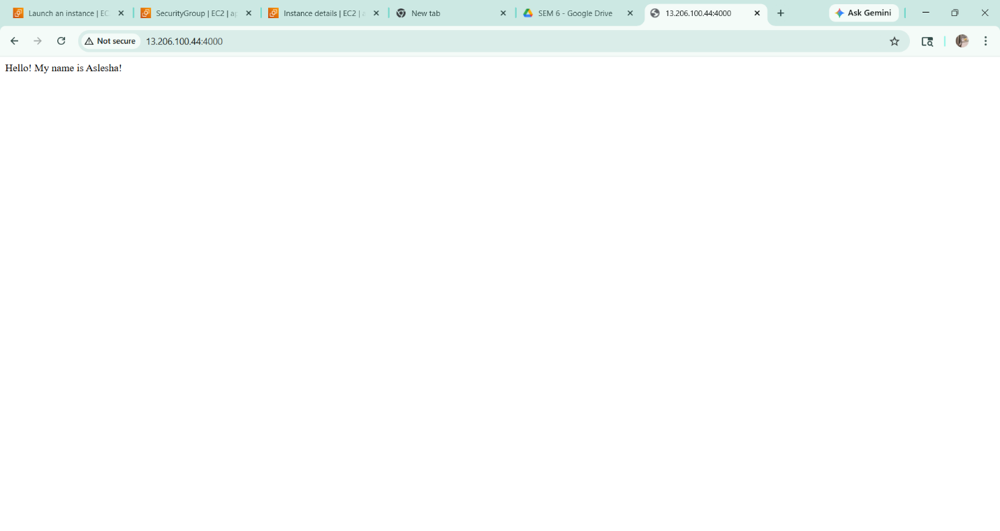 Launch an instance | EC
SecurityGroup | EC2 | ap
Instance details | EC2 |
New tab
SEM 6 - Google Drive
13.206.100.44:4000
Ask Gemini
Not secure
13.206.100.44:4000
Hello! My name is Aslesha!